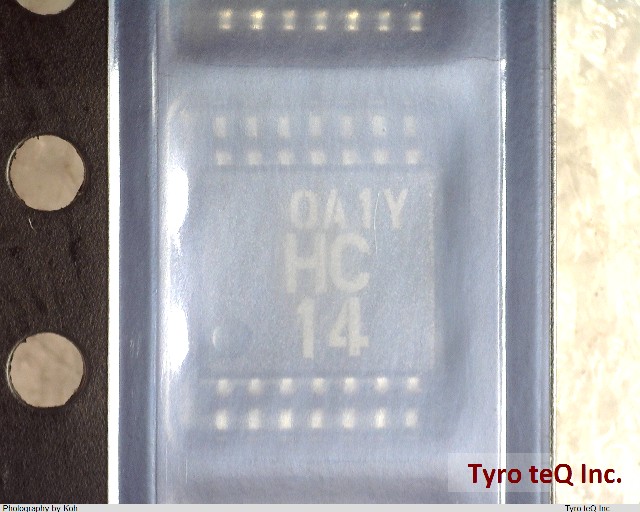 0A1Y
HC
14
Tyro teQ Inc.
Photography by Koh
Tyro teQ Inc.